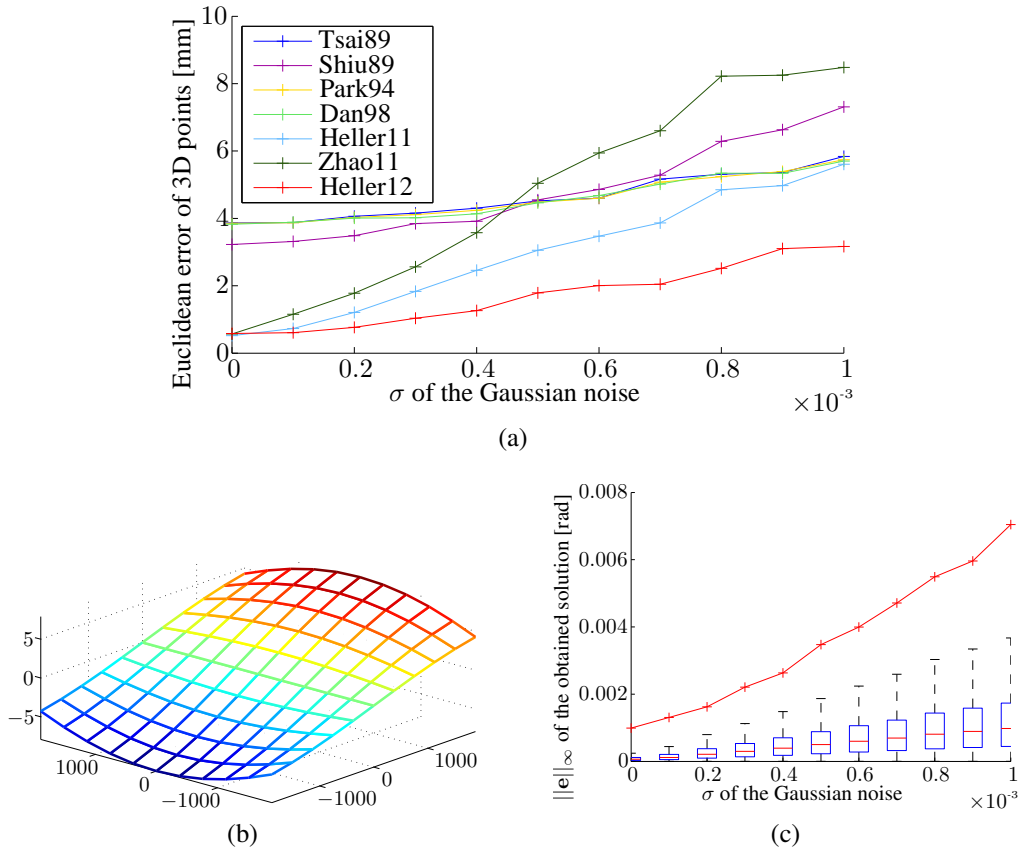 10
8
6
4
2
0
Euclidean error of 3D points [mm]
Tsai89
Shiu89
Park94
Dan98
Heller11
Zhao11
Heller12
0 0.2 0.4 0.6 0.8 1
σ of the Gaussian noise
×10⁻³
(a)
5
0
−5
1000 0 −1000
−1000 0 1000
(b)
0.008
0.006
0.004
0.002
0
||e||∞ of the obtained solution [rad]
0 0.2 0.4 0.6 0.8 1
σ of the Gaussian noise
×10⁻³
(c)